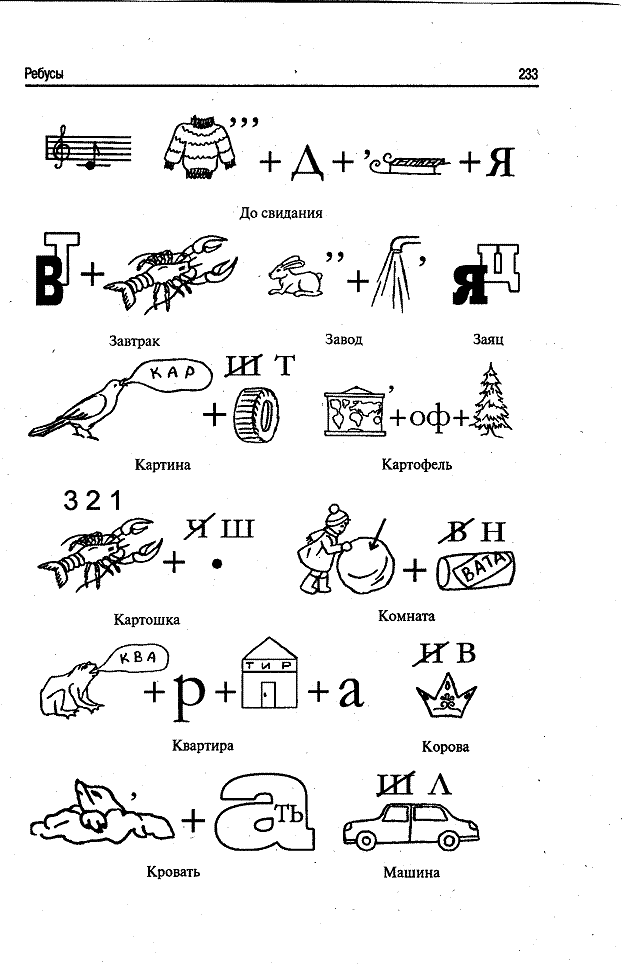 Ребусы 233
,,, + Д + ’ + Я
До свидания
В Т + ,, + ’ Я Ц
Завтрак Завод Заяц
КАР Ш Т
+ ’ + оф +
Картина Картофель
3 2 1 Ч Ш В Н
+ + ВАТА
Картошка Комната
КВА ТИР Н В
+ р + + а
Квартира Корова
’ + а ТЬ Ш Л
Кровать Машина